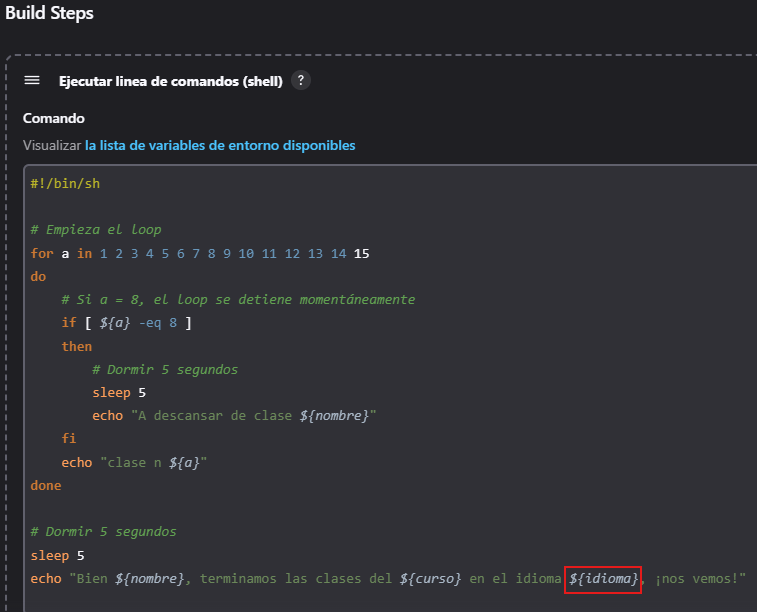 Build Steps
Ejecutar linea de comandos (shell) ?
Comando
Visualizar la lista de variables de entorno disponibles
#!/bin/sh
# Empieza el loop
for a in 1 2 3 4 5 6 7 8 9 10 11 12 13 14 15
do
    # Si a = 8, el loop se detiene momentáneamente
    if [ ${a} -eq 8 ]
    then
        # Dormir 5 segundos
        sleep 5
        echo "A descansar de clase ${nombre}"
    fi
    echo "clase n ${a}"
done
# Dormir 5 segundos
sleep 5
echo "Bien ${nombre}, terminamos las clases del ${curso} en el idioma ${idioma}, ¡nos vemos!"